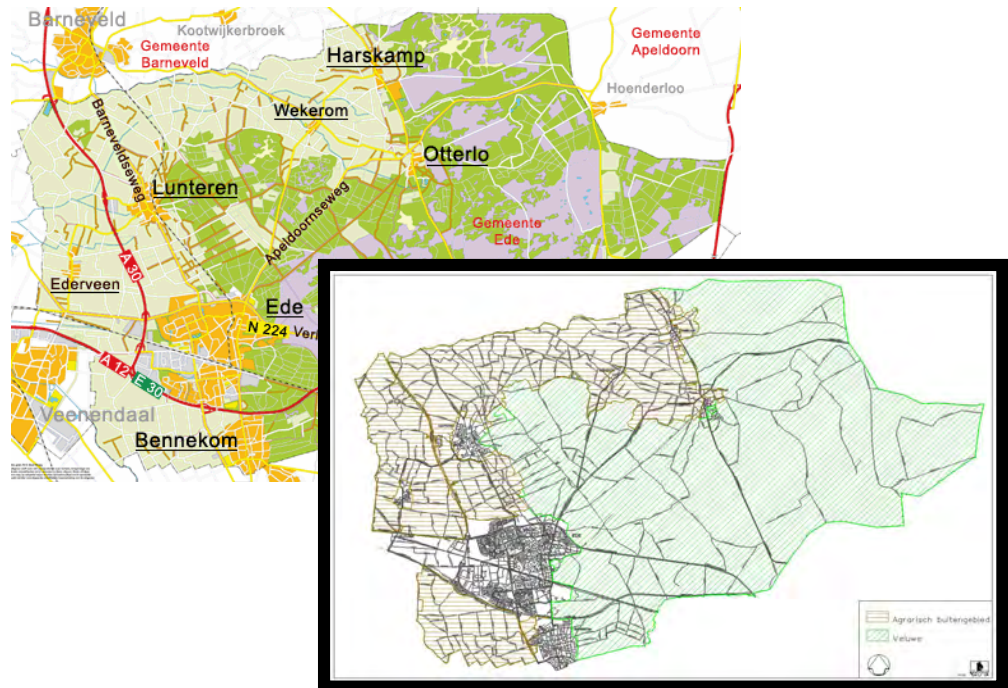 Barneveld
Kootwijkerbroek
Gemeente
Barneveld
Harskamp
Gemeente
Apeldoorn
Hoenderloo
Wekerom
Barneveldseweg
Otterlo
Lunteren
Apeldoornseweg
Gemeente
Ede
A 30
Ederveen
Ede
N 224
A 12
E 30
Veenendaal
Bennekom
Agrarisch buitengebied
Veluwe